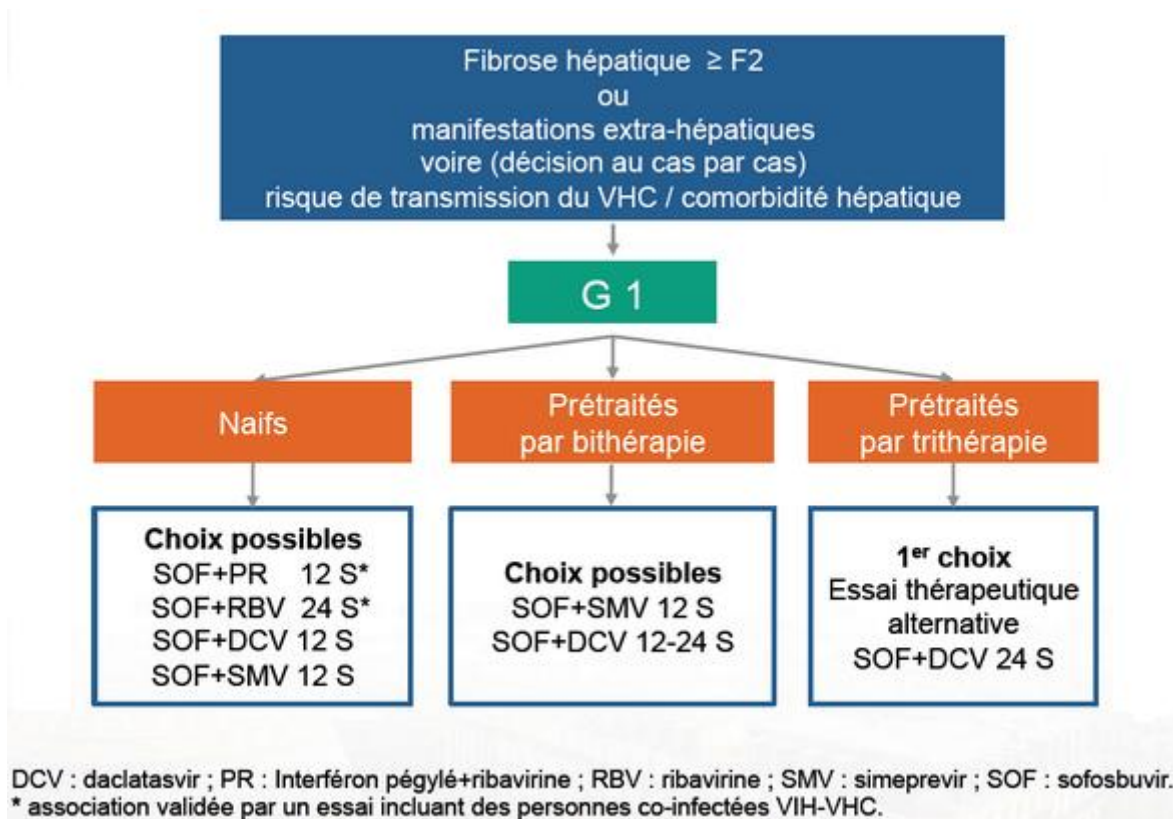 Fibrose hépatique ≥ F2
ou
manifestations extra-hépatiques
voire (décision au cas par cas)
risque de transmission du VHC / comorbidité hépatique
G 1
Naifs
Prétraités
par bithérapie
Prétraités
par trithérapie
Choix possibles
SOF+PR 12 S*
SOF+RBV 24 S*
SOF+DCV 12 S
SOF+SMV 12 S
Choix possibles
SOF+SMV 12 S
SOF+DCV 12-24 S
1er choix
Essai thérapeutique
alternative
SOF+DCV 24 S
DCV : daclatasvir ; PR : Interféron pégylé+ribavirine ; RBV : ribavirine ; SMV : simeprevir ; SOF : sofosbuvir.
* association validée par un essai incluant des personnes co-infectées VIH-VHC.